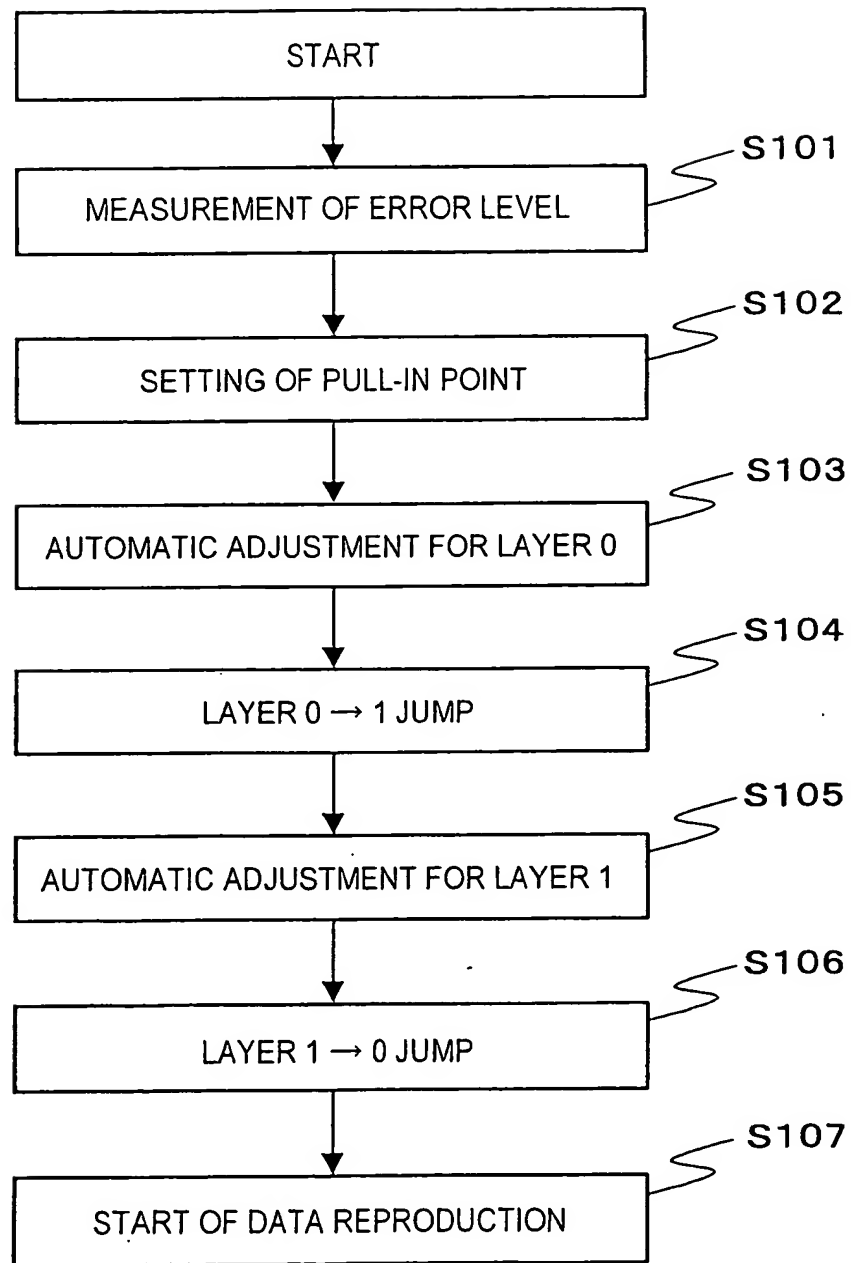 START
S101
MEASUREMENT OF ERROR LEVEL
S102
SETTING OF PULL-IN POINT
S103
AUTOMATIC ADJUSTMENT FOR LAYER 0
S104
LAYER 0 → 1 JUMP
S105
AUTOMATIC ADJUSTMENT FOR LAYER 1
S106
LAYER 1 → 0 JUMP
S107
START OF DATA REPRODUCTION